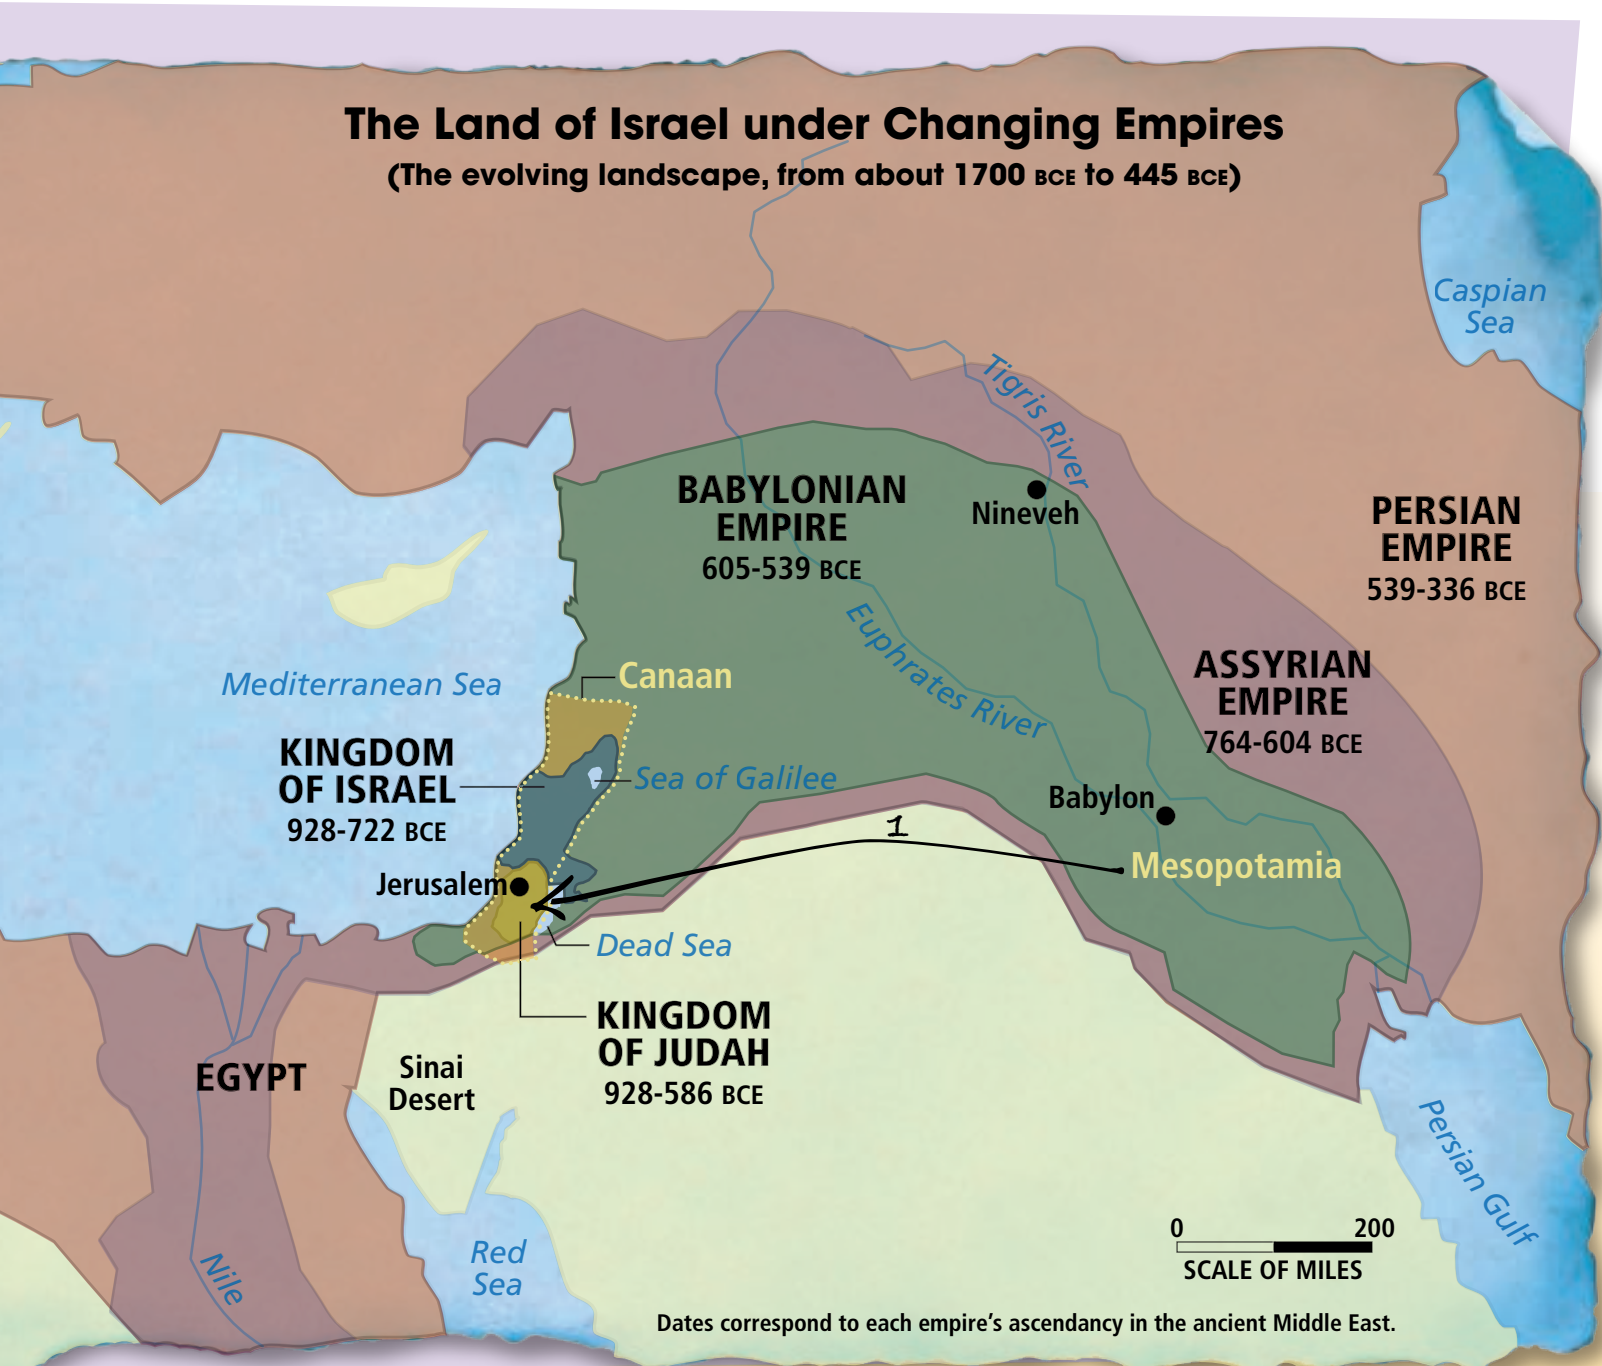 The Land of Israel under Changing Empires
(The evolving landscape, from about 1700 BCE to 445 BCE)
Caspian
Sea
Tigris River
BABYLONIAN
EMPIRE
605-539 BCE
Nineveh
PERSIAN
EMPIRE
539-336 BCE
Euphrates River
ASSYRIAN
EMPIRE
764-604 BCE
Mediterranean Sea
Canaan
KINGDOM
OF ISRAEL
928-722 BCE
Sea of Galilee
Babylon
1
Mesopotamia
Jerusalem
Dead Sea
KINGDOM
OF JUDAH
928-586 BCE
EGYPT
Sinai
Desert
Persian Gulf
Nile
Red
Sea
0 200
SCALE OF MILES
Dates correspond to each empire's ascendancy in the ancient Middle East.